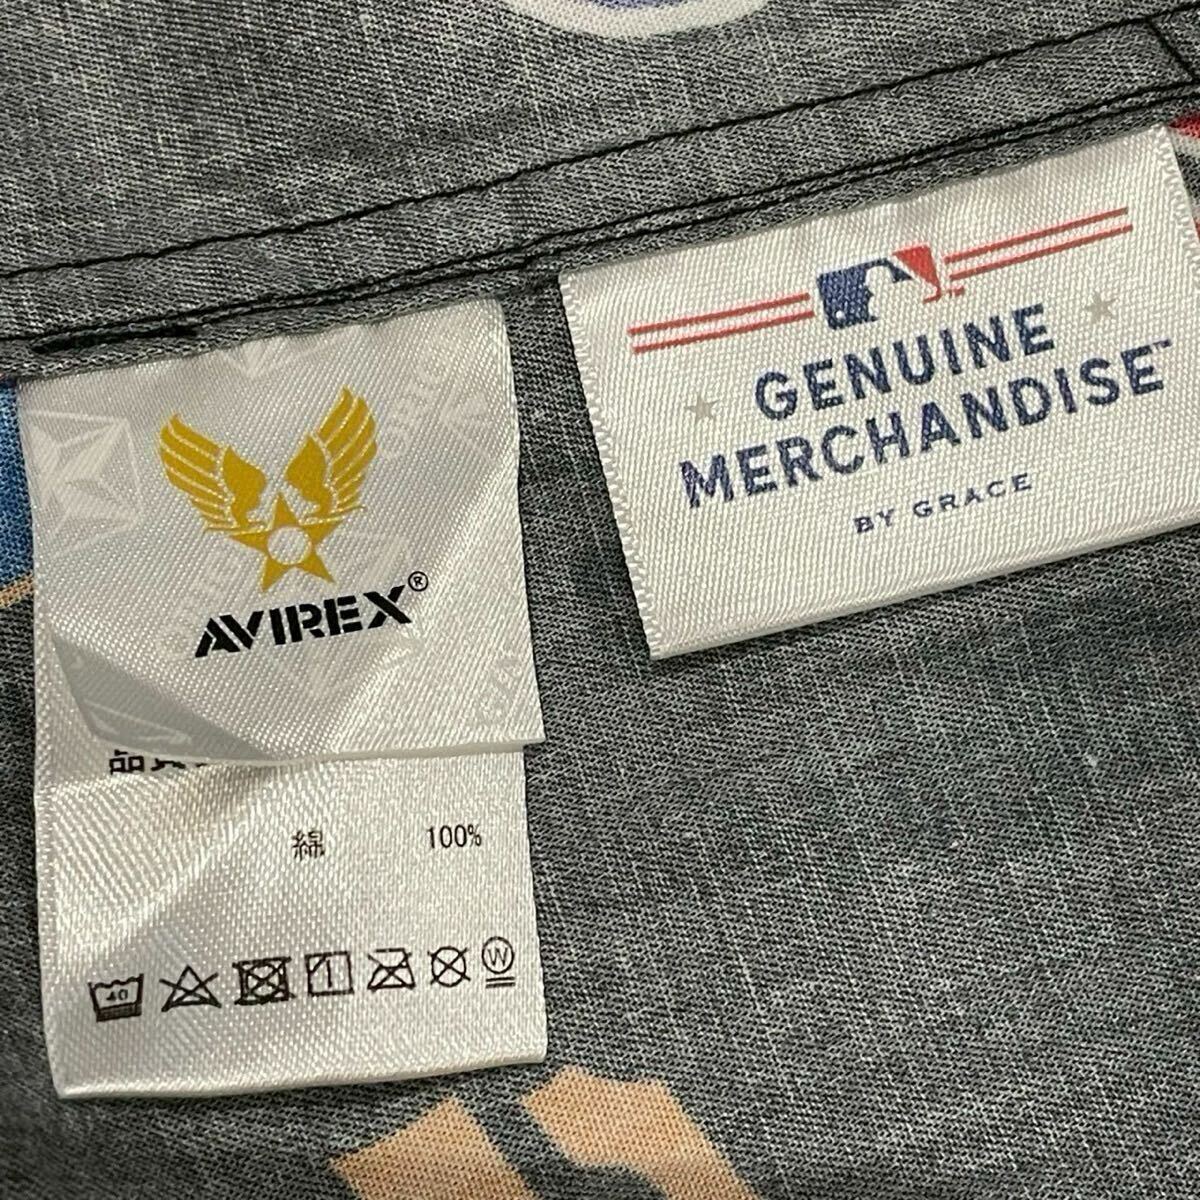 AVIREX®
綿 100%
40
W
GENUINE
MERCHANDISE™
BY GRACE